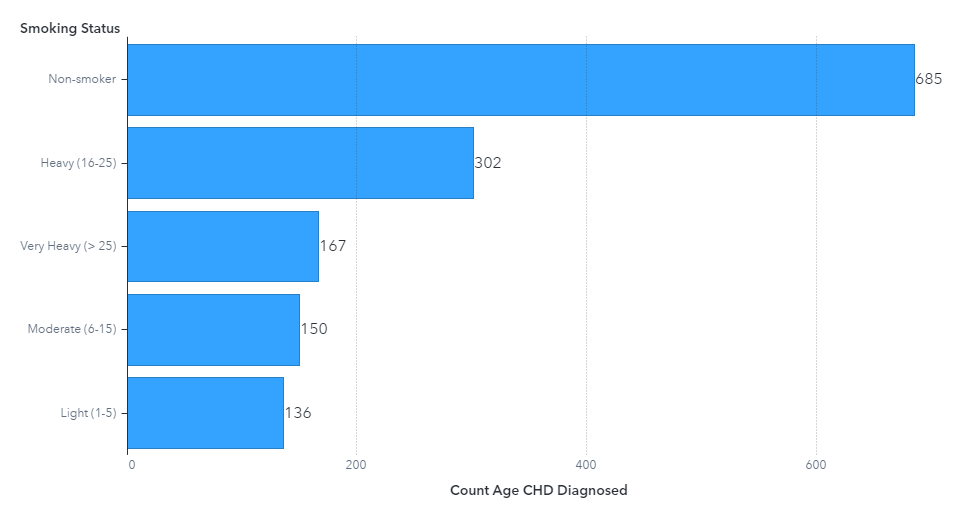 Smoking Status
Non-smoker
685
Heavy (16-25)
302
Very Heavy (> 25)
167
Moderate (6-15)
150
Light (1-5)
136
0 200 400 600
Count Age CHD Diagnosed